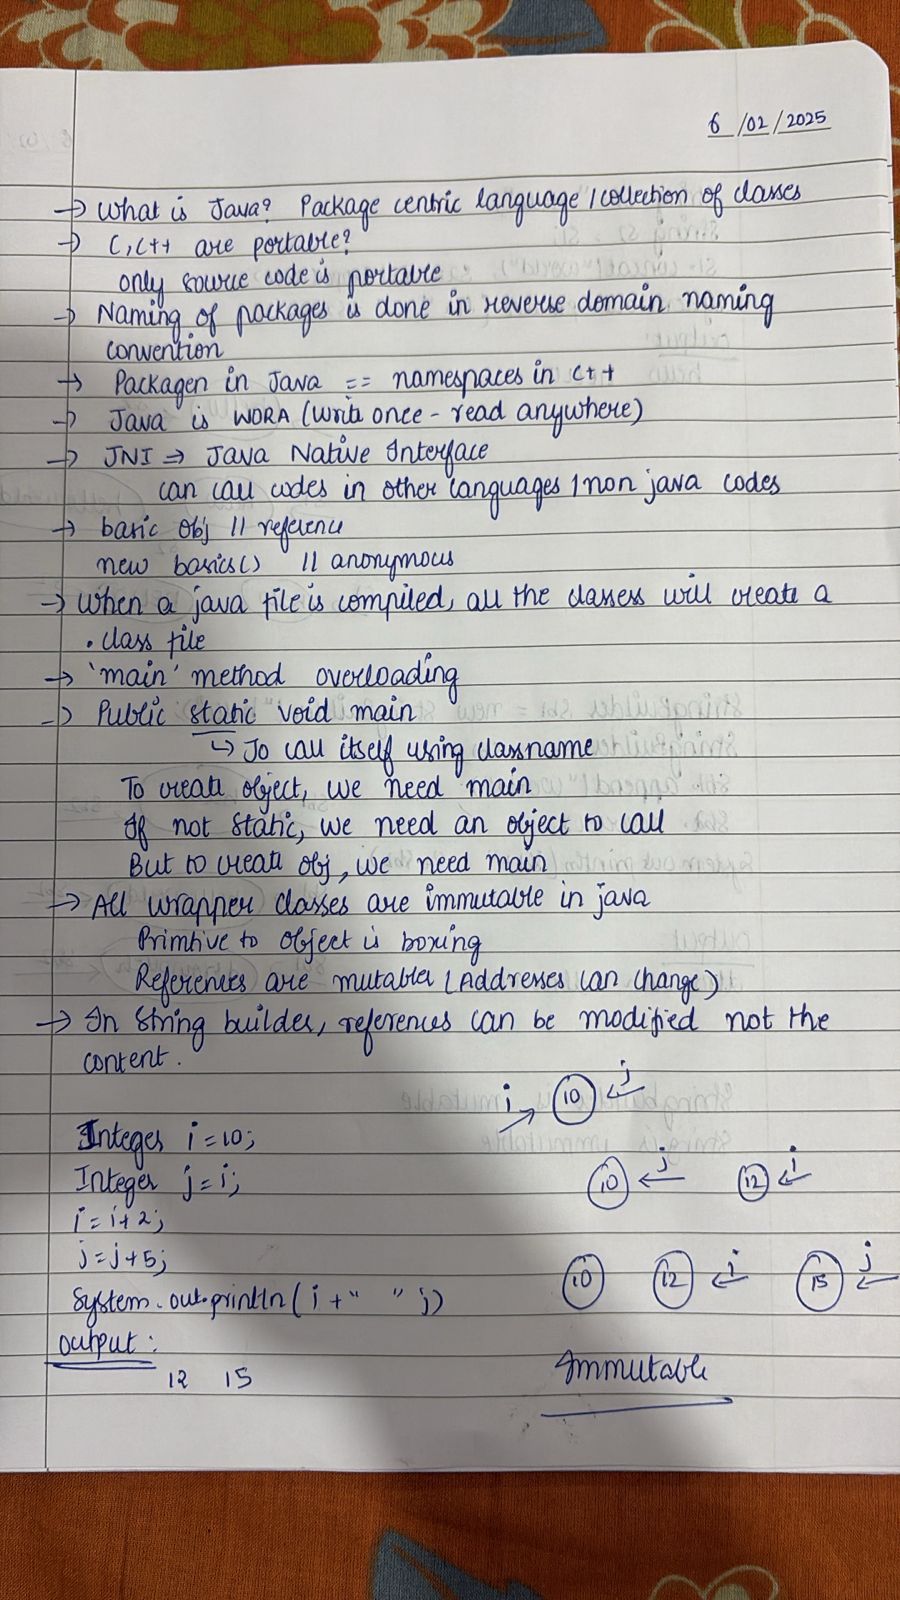 6/02/2025
→ What is Java? Package centric language / collection of classes
→ C, C++ are portable?
only source code is portable
→ Naming of packages is done in reverse domain naming
convention
→ Packagen in Java == namespaces in C++
→ Java is WORA (write once - read anywhere)
→ JNI ⇒ Java Native Interface
can call codes in other languages / non java codes
→ basic obj // reference
new basics() // anonymous
→ When a java file is compiled, all the classess will create a
.class file
→ 'main' method overloading
→ Public static void main
↳ To call itself using classname
To create object, we need main
If not static, we need an object to call
But to create obj, we need main
→ All wrapper classes are immutable in java
Primtive to object is boxing
References are mutable (Addresses can change)
→ In String builder, references can be modified not the
content.
i → 10 ← j
Integer i = 10;
Integer j = i;
10 ← j 12 ← i
i = i + 2;
j = j + 5;
10 12 ← i 15 ← j
System.out.println( i + " " j)
Output :
12 15
Immutable